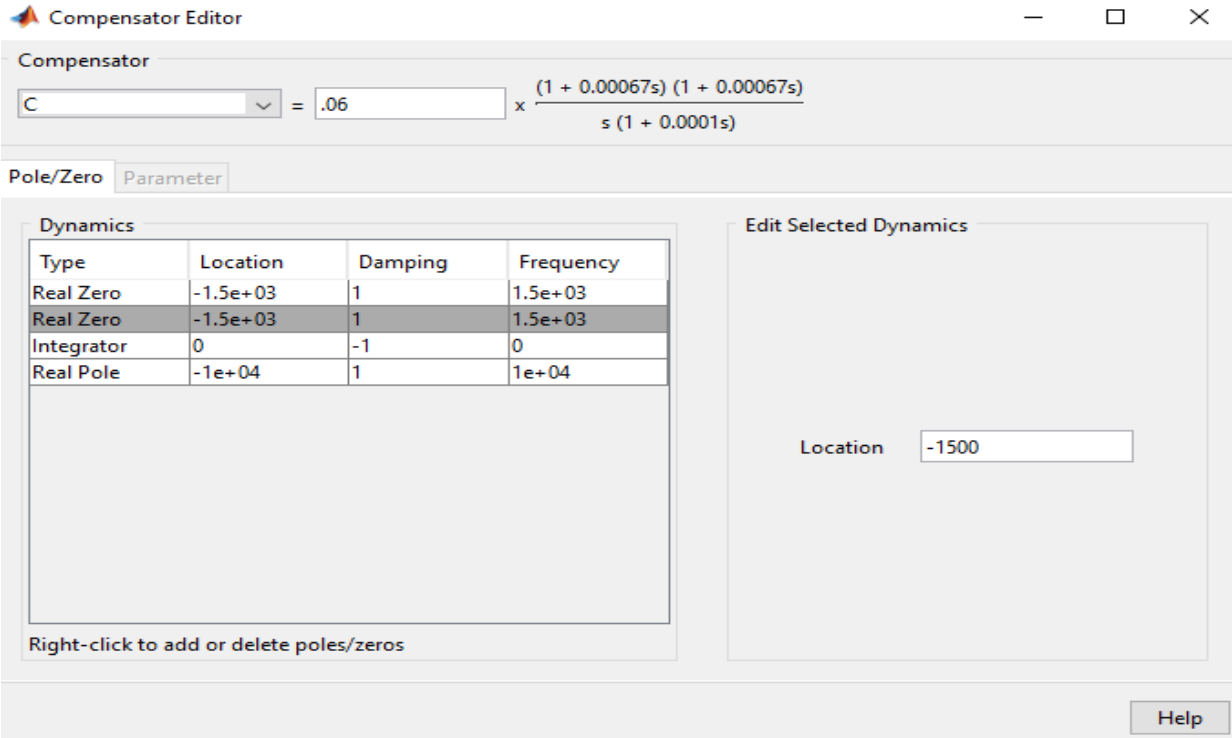 Compensator Editor
Compensator
C = .06 x (1 + 0.00067s) (1 + 0.00067s)
s (1 + 0.0001s)
Pole/Zero Parameter
Dynamics
Type Location Damping Frequency
Real Zero -1.5e+03 1 1.5e+03
Real Zero -1.5e+03 1 1.5e+03
Integrator 0 -1 0
Real Pole -1e+04 1 1e+04
Right-click to add or delete poles/zeros
Edit Selected Dynamics
Location -1500
Help